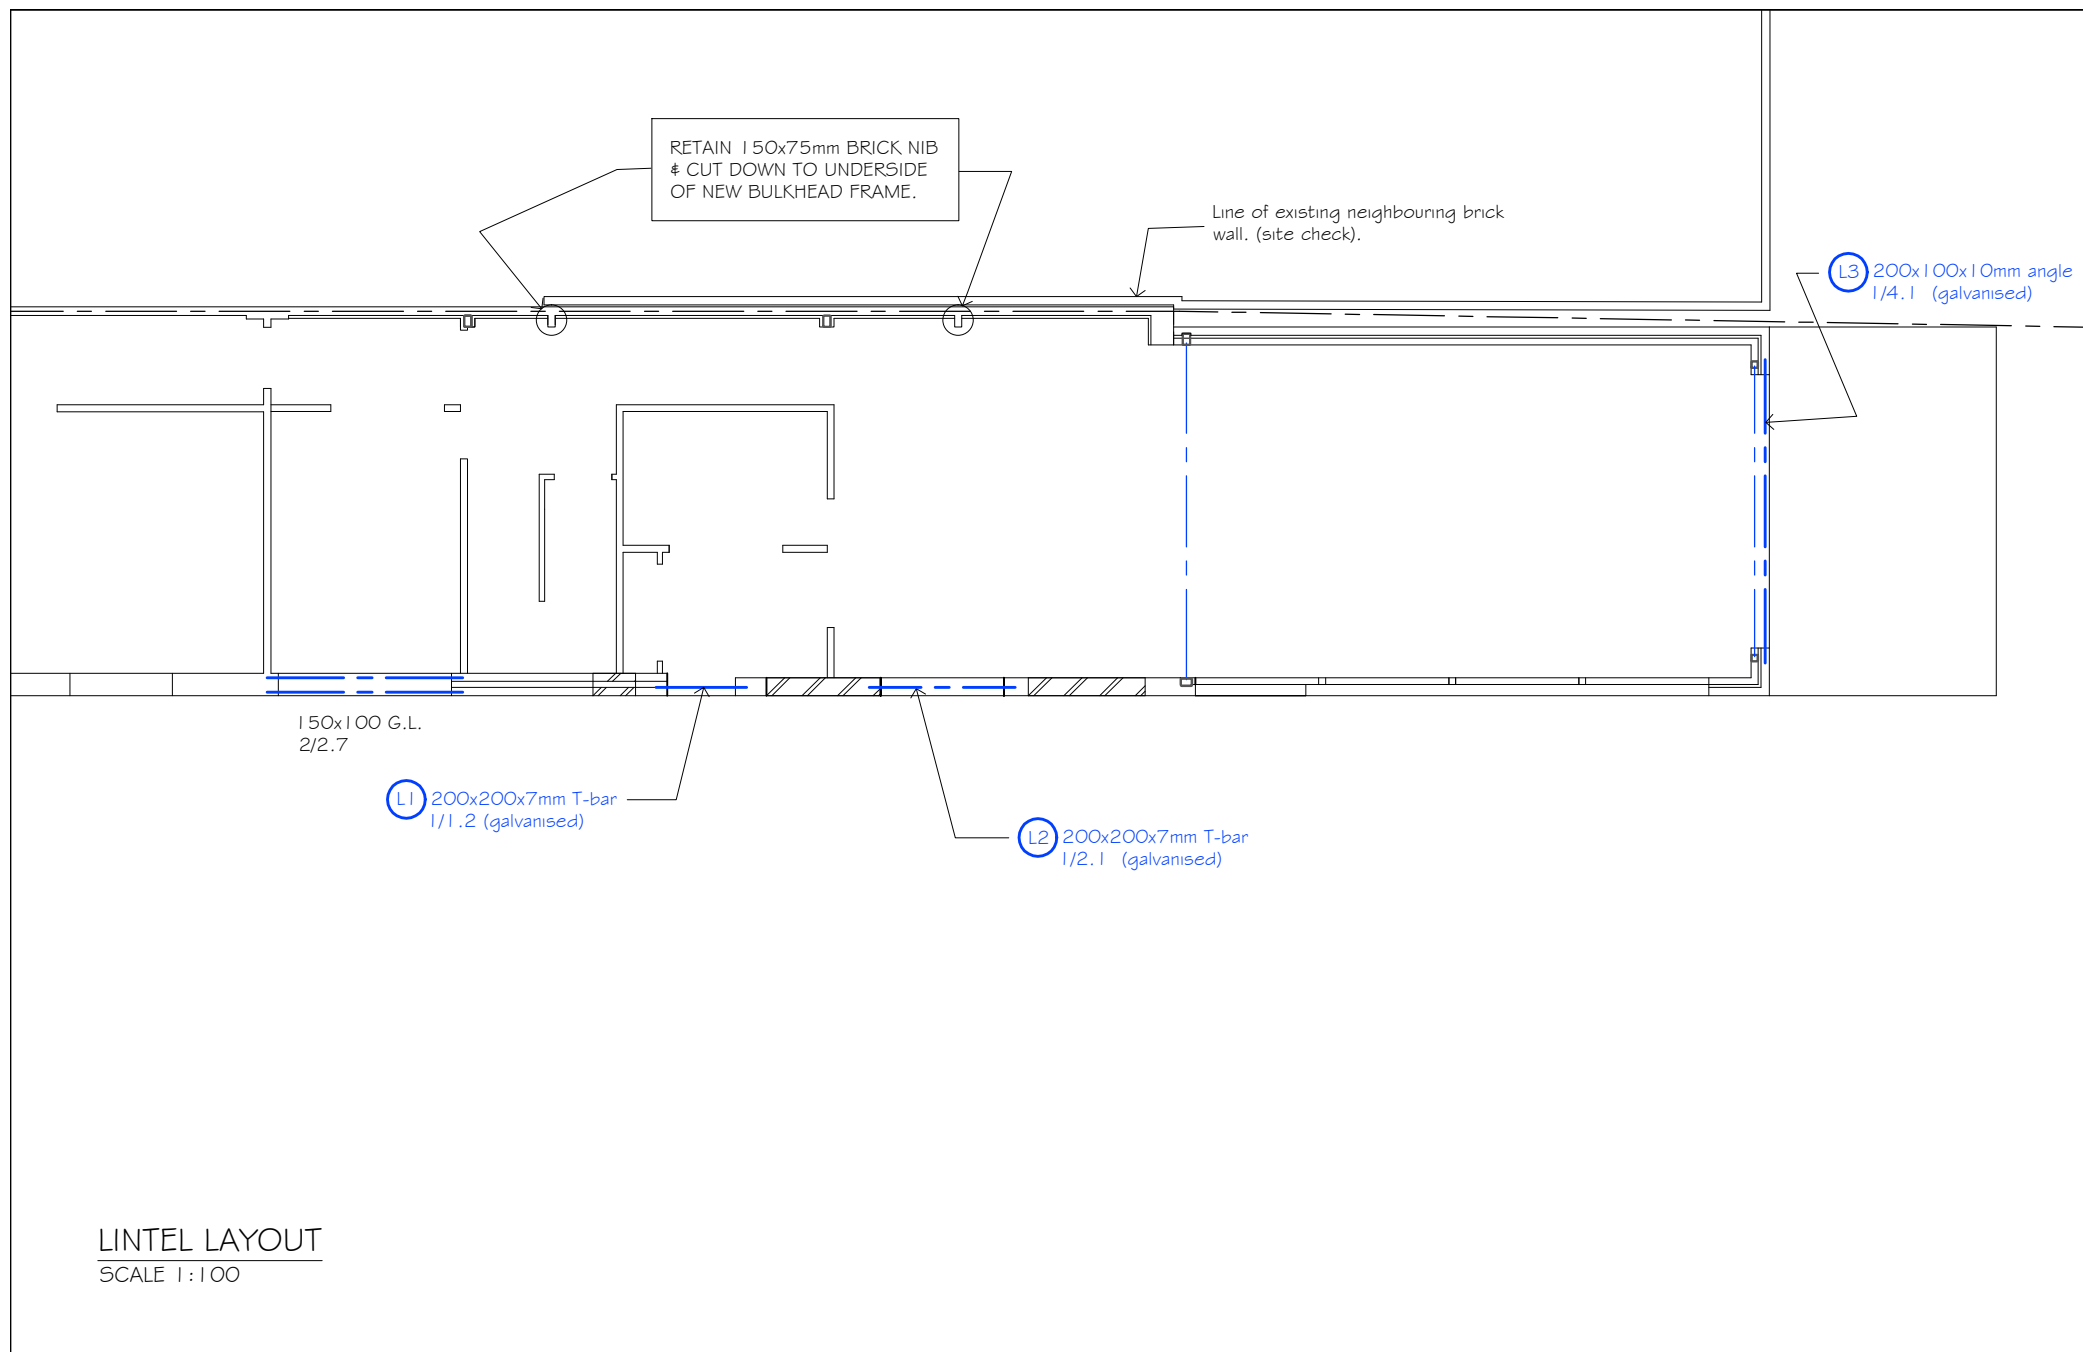 RETAIN 150x75mm BRICK NIB
& CUT DOWN TO UNDERSIDE
OF NEW BULKHEAD FRAME.
Line of existing neighbouring brick
wall. (site check).
L3 200x100x10mm angle
1/4.1 (galvanised)
150x100 G.L.
2/2.7
L1 200x200x7mm T-bar
1/1.2 (galvanised)
L2 200x200x7mm T-bar
1/2.1 (galvanised)
LINTEL LAYOUT
SCALE 1:100